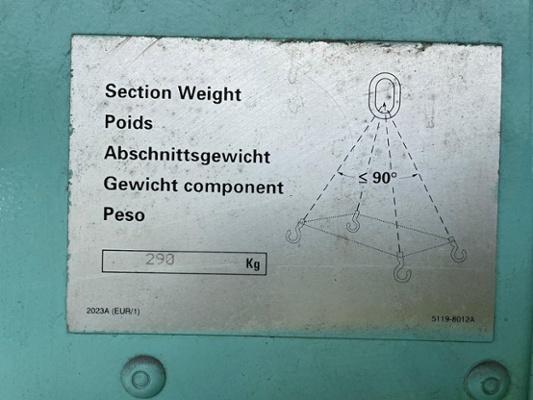 Section Weight
Poids
Abschnittsgewicht
Gewicht component
Peso
290 Kg
≤ 90°
2023A (EUR/1)
5119-8012A